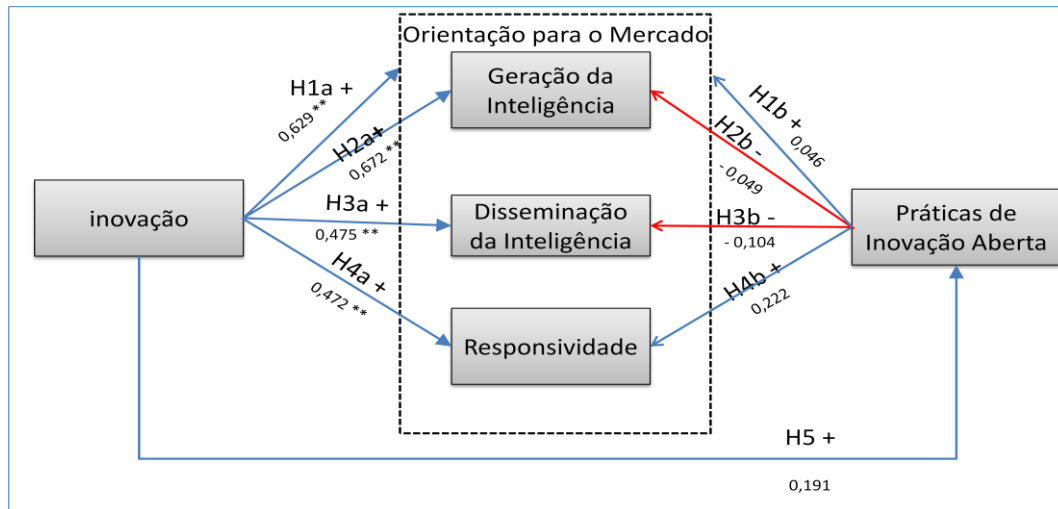 Orientação para o Mercado
Geração da
Inteligência
H1a +
0,629 **
H2a+
0,672 **
H1b +
0,046
H2b -
- 0,049
inovação
H3a +
0,475 **
Disseminação
da Inteligência
H3b -
- 0,104
Práticas de
Inovação Aberta
H4a +
0,472 **
H4b +
0,222
Responsividade
H5 +
0,191